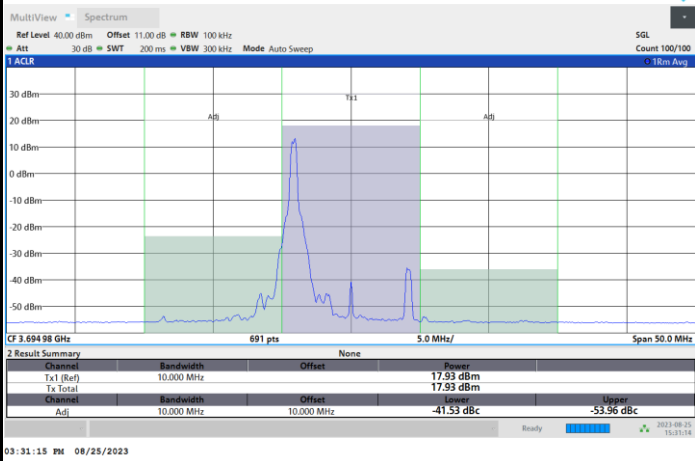 MultiView Spectrum
Ref Level 40.00 dBm Offset 11.00 dB RBW 100 kHz SGL
Att 30 dB SWT 200 ms VBW 300 kHz Mode Auto Sweep Count 100/100
1 ACLR 1Rm Avg
30 dBm
Tx1
20 dBm Adj Adj
10 dBm
0 dBm
-10 dBm
-20 dBm
-30 dBm
-40 dBm
-50 dBm
CF 3.694 98 GHz 691 pts 5.0 MHz/ Span 50.0 MHz
2 Result Summary None
Channel Bandwidth Offset Power
Tx1 (Ref) 10.000 MHz 17.93 dBm
Tx Total 17.93 dBm
Channel Bandwidth Offset Lower Upper
Adj 10.000 MHz 10.000 MHz -41.53 dBc -53.96 dBc
Ready 2023-08-25
15:31:14
03:31:15 PM 08/25/2023